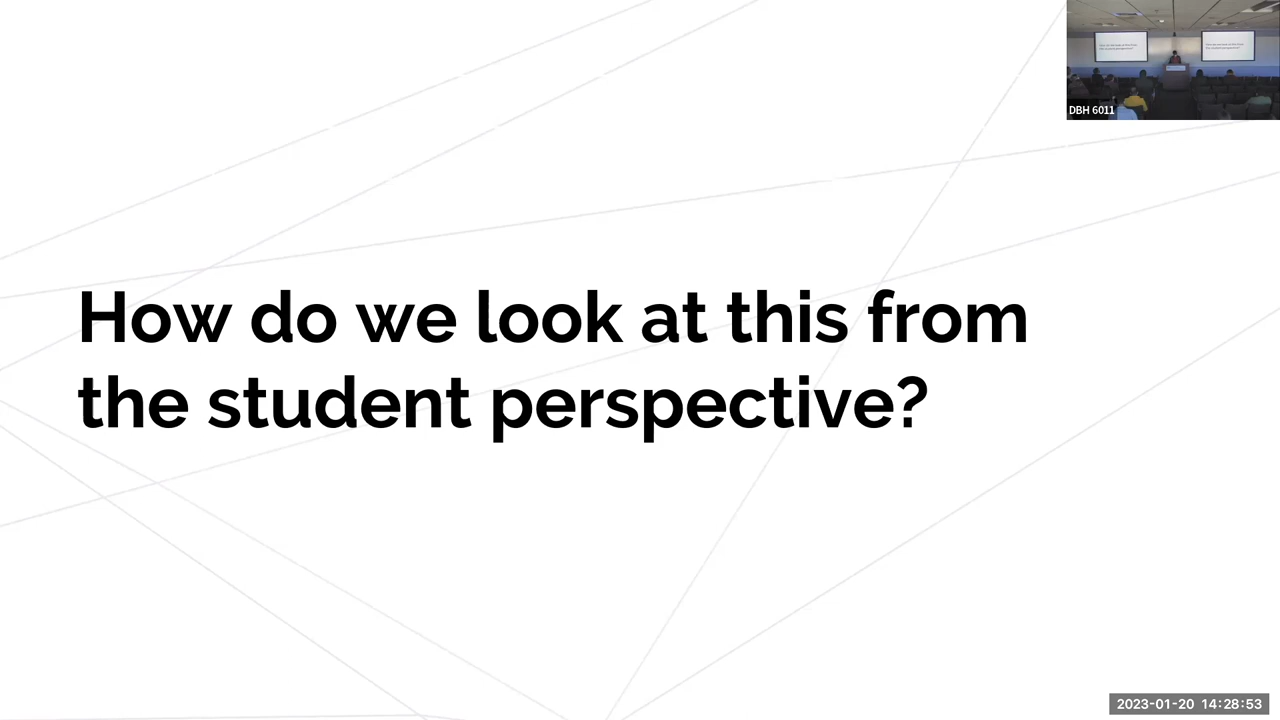 DBH 6011
How do we look at this from
the student perspective?
2023-01-20 14:28:53